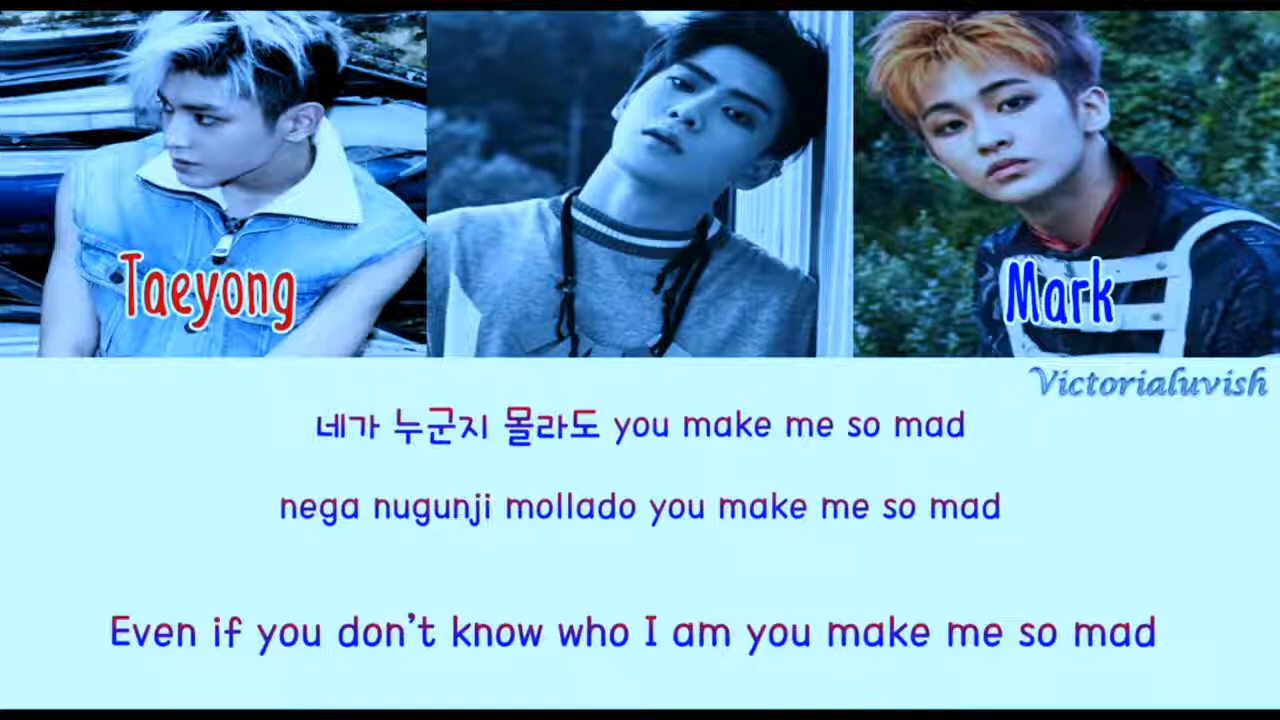 Taeyong
Mark
Victorialuvish
네가 누군지 몰라도 you make me so mad
nega nugunji mollado you make me so mad
Even if you don't know who I am you make me so mad